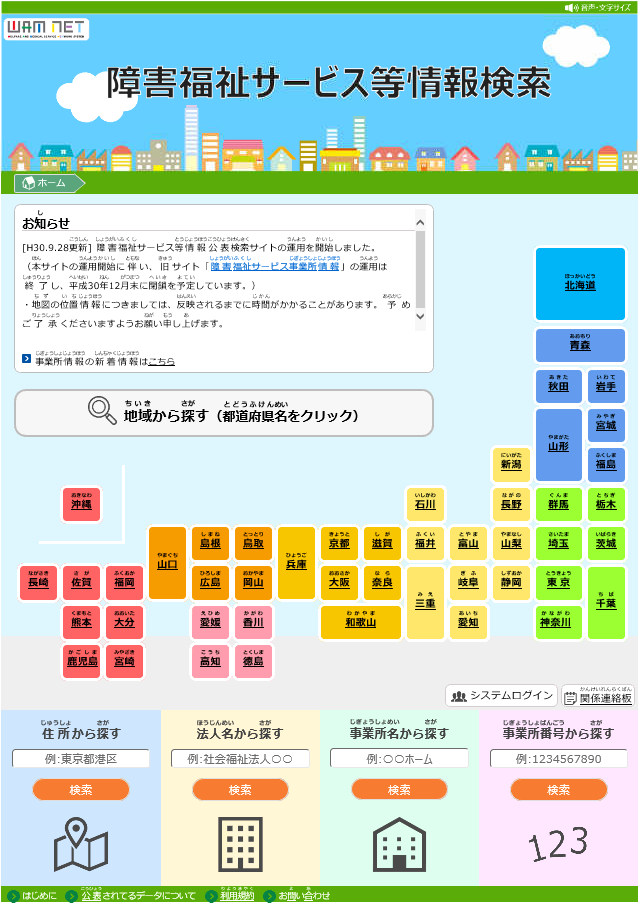 音声・文字サイズ
WAM NET
障害福祉サービス等情報検索
ホーム
お知らせ
[H30.9.28更新] 障害福祉サービス等情報公表検索サイトの運用を開始しました。
（本サイトの運用開始に伴い、旧サイト「障害福祉サービス事業所情報」の運用は
終了し、平成30年12月末に閉鎖を予定しています。）
・地図の位置情報につきましては、反映されるまでに時間がかかることがあります。予め
ご了承くださいますようお願い申し上げます。
事業所情報の新着情報はこちら
地域から探す（都道府県名をクリック）
北海道
青森
秋田 岩手
山形 宮城
新潟 福島
沖縄 石川 長野 群馬 栃木
山口 島根 鳥取 兵庫 京都 滋賀 福井 富山 山梨 埼玉 茨城
長崎 佐賀 福岡 広島 岡山 大阪 奈良 三重 岐阜 静岡 東京 千葉
熊本 大分 愛媛 香川 和歌山 愛知 神奈川
鹿児島 宮崎 高知 徳島
システムログイン 関係連絡板
住所から探す 法人名から探す 事業所名から探す 事業所番号から探す
例:東京都港区 例:社会福祉法人〇〇 例:〇〇ホーム 例:1234567890
検索 検索 検索 検索
123
はじめに 公表されてるデータについて 利用規約 お問い合わせ